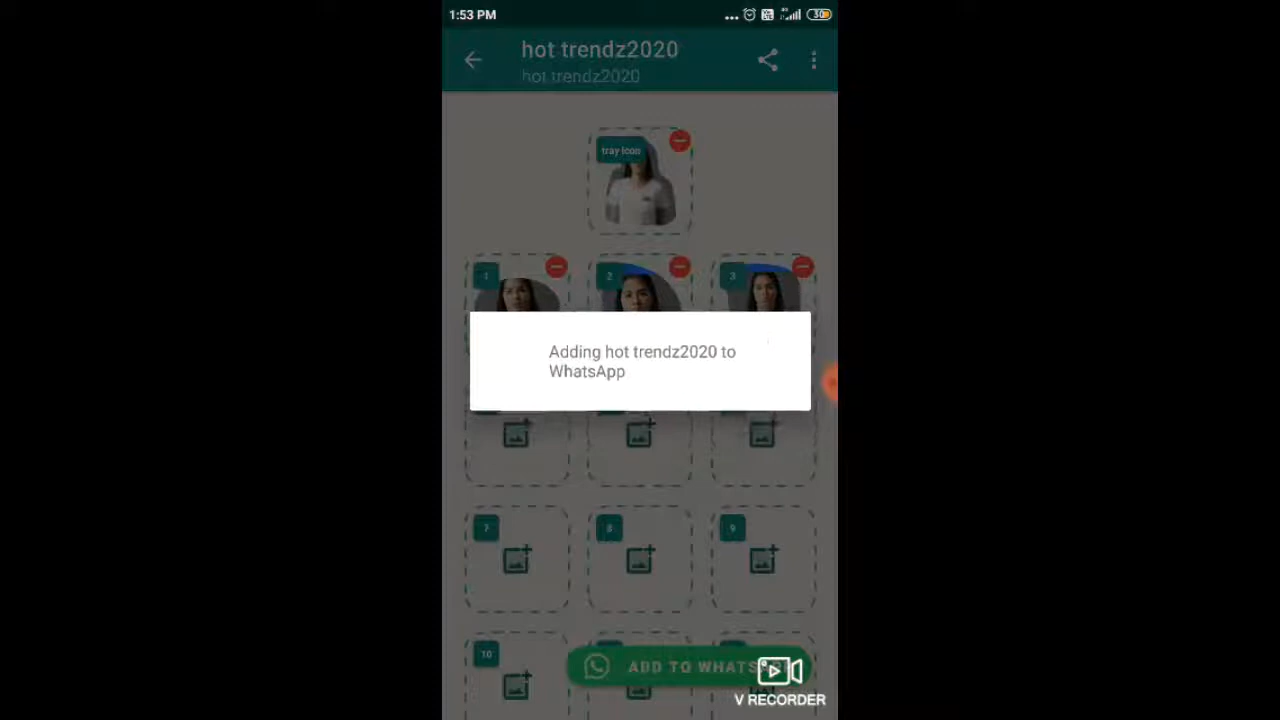 1:53 PM
30
hot trendz2020
hot trendz2020
tray icon
1
2
3
Adding hot trendz2020 to
WhatsApp
7
8
9
10
ADD TO WHATS
V RECORDER